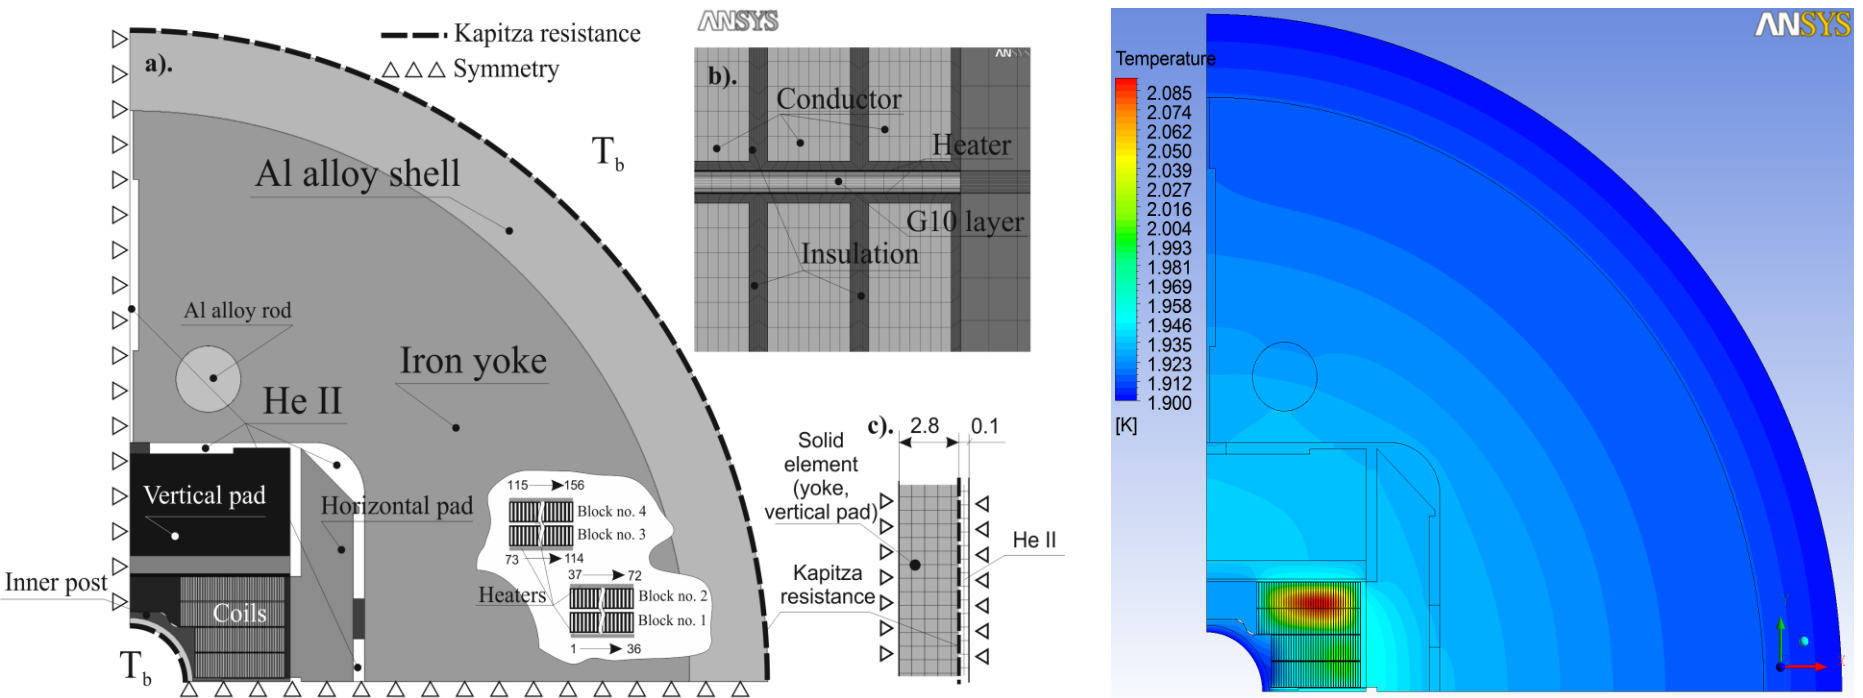 a).
Kapitza resistance
Symmetry
T_b
Al alloy shell
Al alloy rod
Iron yoke
He II
Vertical pad
Horizontal pad
Inner post
Coils
T_b
115
156
Block no. 4
Block no. 3
73
114
37
72
Heaters
Block no. 2
Block no. 1
1
36
ANSYS
b).
ANSYS
Conductor
Heater
G10 layer
Insulation
c).
2.8
0.1
Solid
element
(yoke,
vertical pad)
He II
Kapitza
resistance
ANSYS
Temperature
2.085
2.074
2.062
2.050
2.039
2.027
2.016
2.004
1.993
1.981
1.969
1.958
1.946
1.935
1.923
1.912
1.900
[K]
Y
X